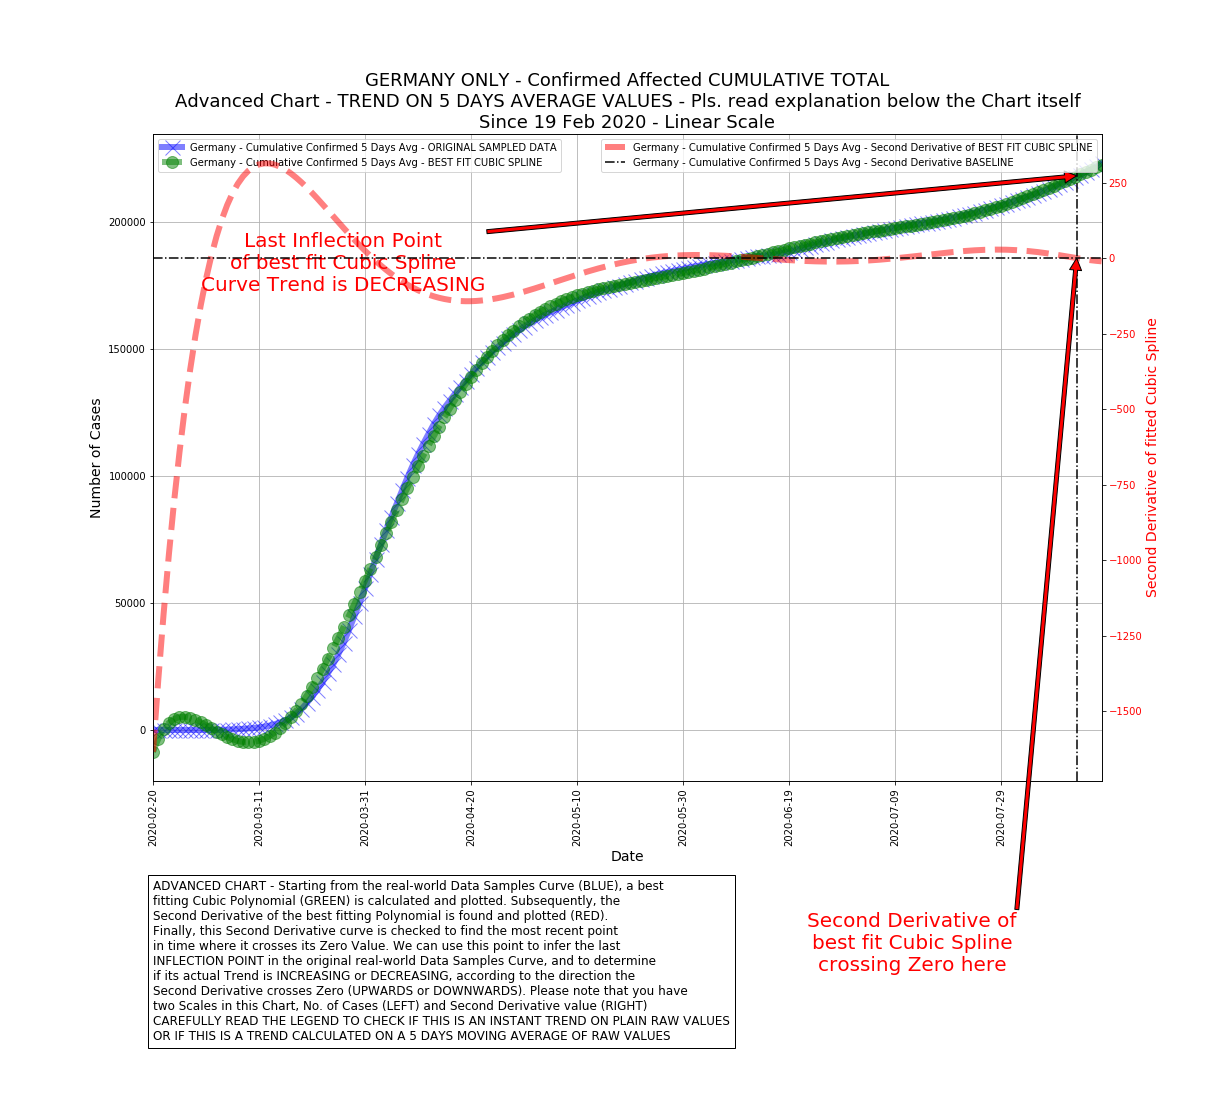 GERMANY ONLY - Confirmed Affected CUMULATIVE TOTAL
Advanced Chart - TREND ON 5 DAYS AVERAGE VALUES - Pls. read explanation below the Chart itself
Since 19 Feb 2020 - Linear Scale
Germany - Cumulative Confirmed 5 Days Avg - ORIGINAL SAMPLED DATA
Germany - Cumulative Confirmed 5 Days Avg - BEST FIT CUBIC SPLINE
Germany - Cumulative Confirmed 5 Days Avg - Second Derivative of BEST FIT CUBIC SPLINE
Germany - Cumulative Confirmed 5 Days Avg - Second Derivative BASELINE
Last Inflection Point
of best fit Cubic Spline
Curve Trend is DECREASING
Number of Cases
200000
150000
100000
50000
0
250
0
−250
−500
−750
−1000
−1250
−1500
Second Derivative of fitted Cubic Spline
2020-02-20
2020-03-11
2020-03-31
2020-04-20
2020-05-10
2020-05-30
2020-06-19
2020-07-09
2020-07-29
Date
ADVANCED CHART - Starting from the real-world Data Samples Curve (BLUE), a best
fitting Cubic Polynomial (GREEN) is calculated and plotted. Subsequently, the
Second Derivative of the best fitting Polynomial is found and plotted (RED).
Finally, this Second Derivative curve is checked to find the most recent point
in time where it crosses its Zero Value. We can use this point to infer the last
INFLECTION POINT in the original real-world Data Samples Curve, and to determine
if its actual Trend is INCREASING or DECREASING, according to the direction the
Second Derivative crosses Zero (UPWARDS or DOWNWARDS). Please note that you have
two Scales in this Chart, No. of Cases (LEFT) and Second Derivative value (RIGHT)
CAREFULLY READ THE LEGEND TO CHECK IF THIS IS AN INSTANT TREND ON PLAIN RAW VALUES
OR IF THIS IS A TREND CALCULATED ON A 5 DAYS MOVING AVERAGE OF RAW VALUES
Second Derivative of
best fit Cubic Spline
crossing Zero here